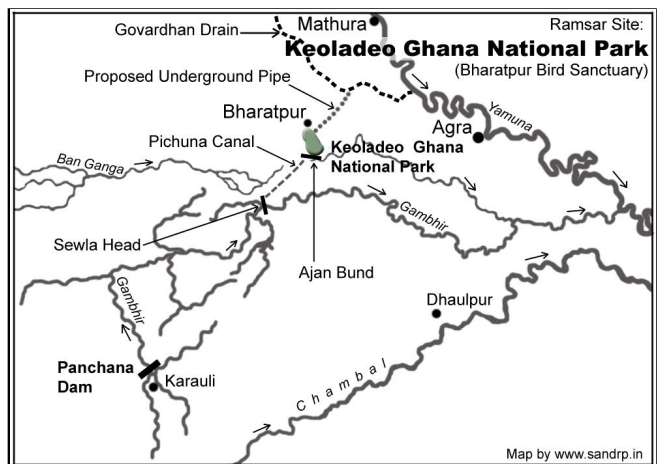 Ramsar Site:
Keoladeo Ghana National Park
(Bharatpur Bird Sanctuary)
Govardhan Drain
Mathura
Proposed Underground Pipe
Bharatpur
Yamuna
Agra
Pichuna Canal
Keoladeo Ghana
National Park
Ban Ganga
Gambhir
Sewla Head
Ajan Bund
Gambhir
Dhaulpur
Panchana
Dam
Karauli
Chambal
Map by www.sandrp.in